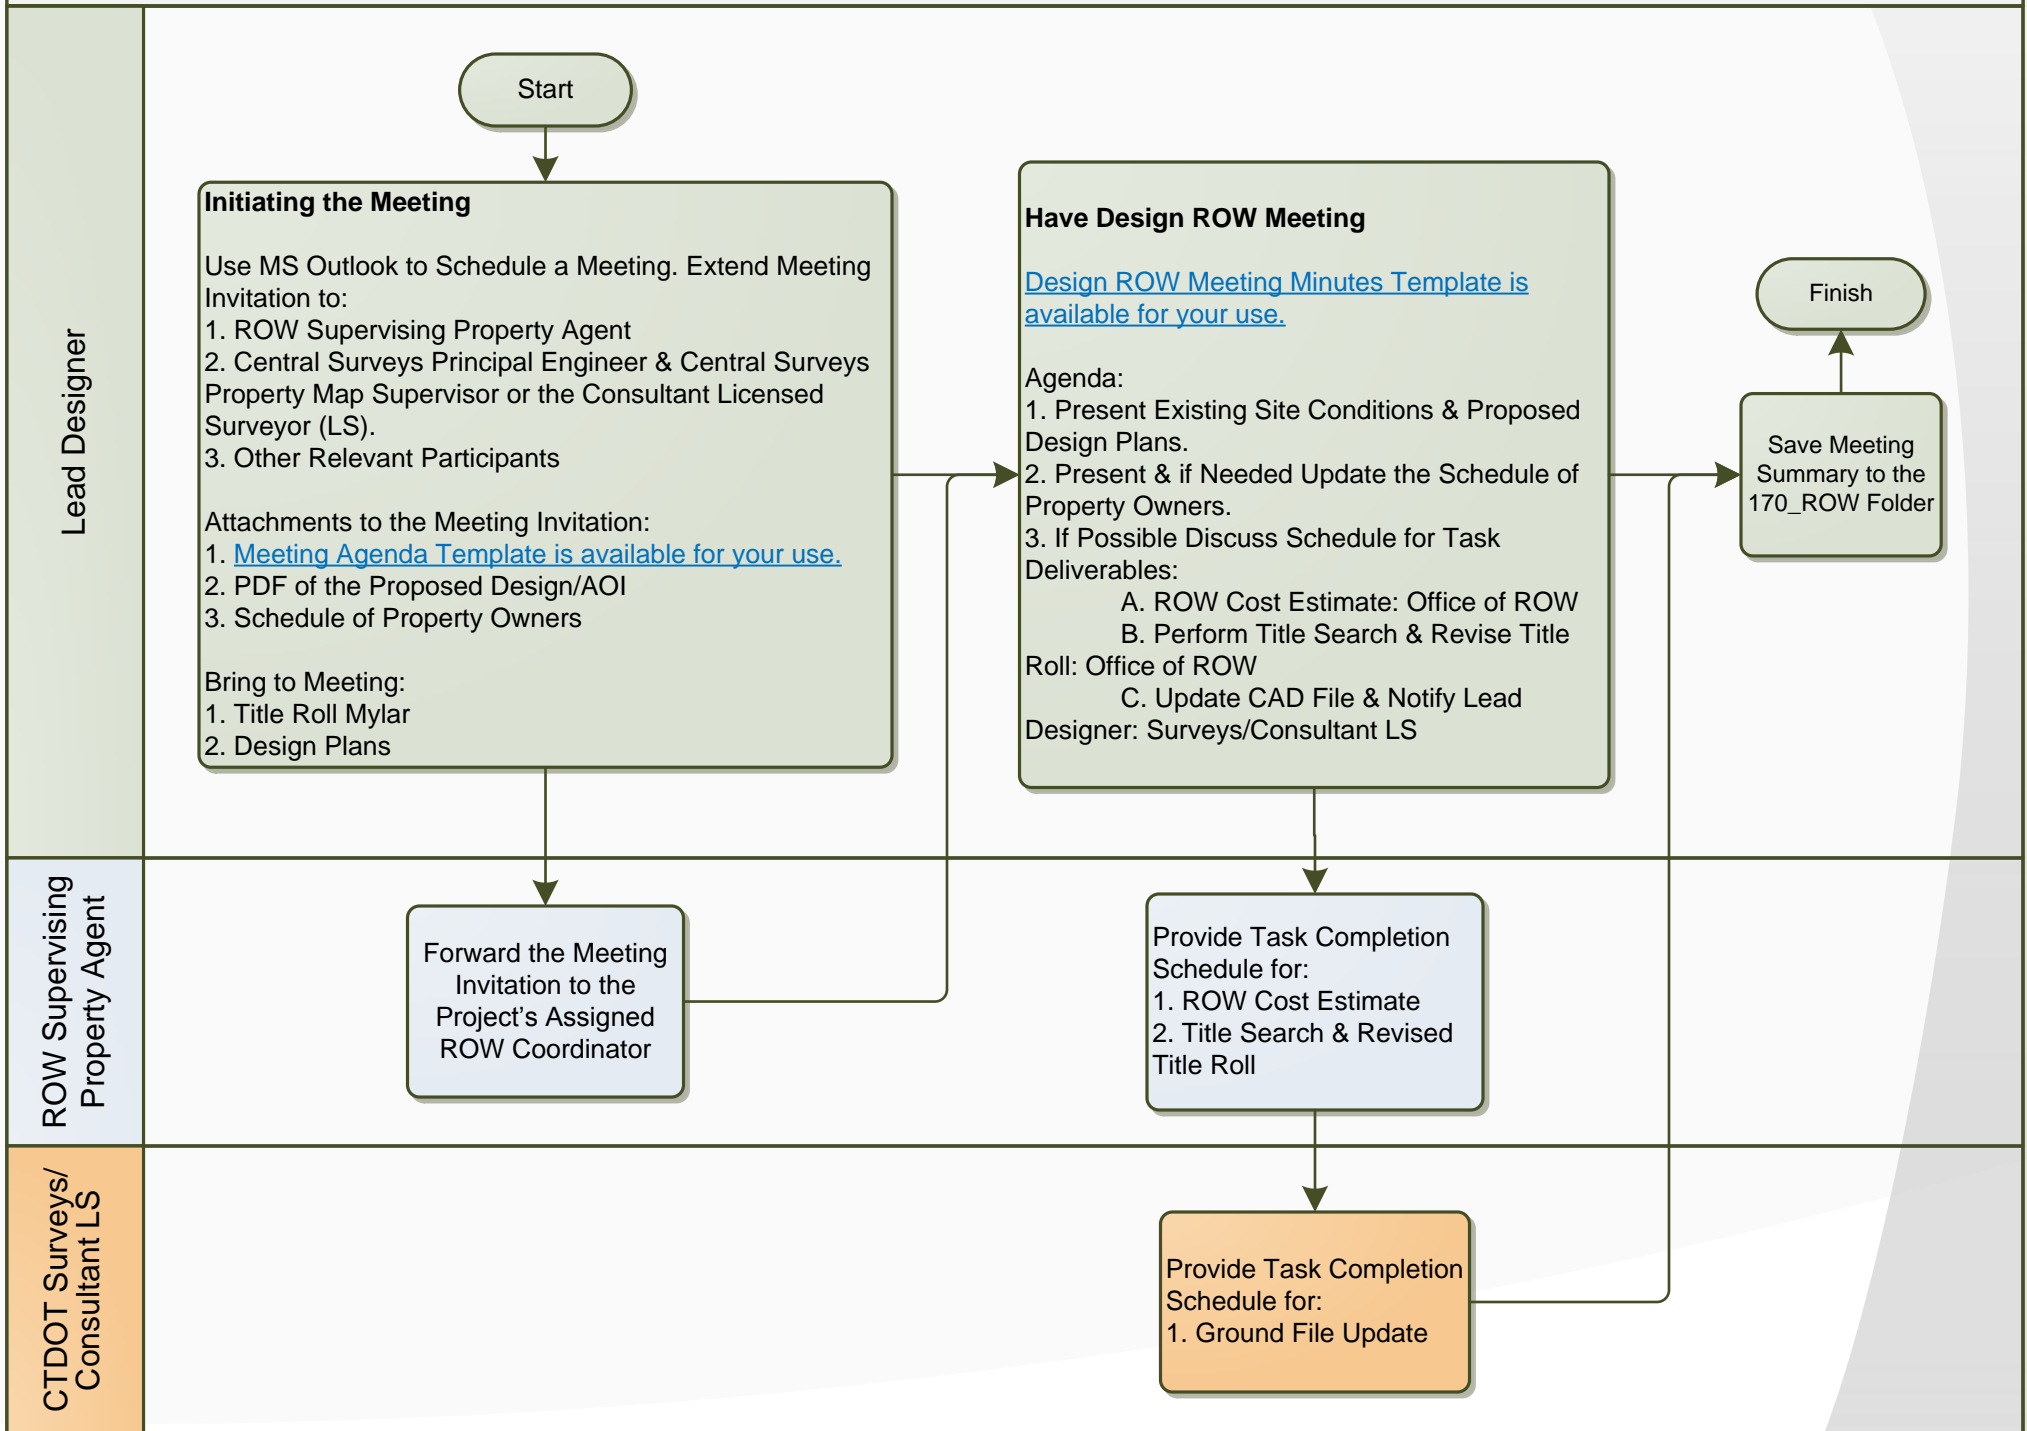 Lead Designer
Start
Initiating the Meeting
Use MS Outlook to Schedule a Meeting. Extend Meeting
Invitation to:
1. ROW Supervising Property Agent
2. Central Surveys Principal Engineer & Central Surveys
Property Map Supervisor or the Consultant Licensed
Surveyor (LS).
3. Other Relevant Participants
Attachments to the Meeting Invitation:
1. Meeting Agenda Template is available for your use.
2. PDF of the Proposed Design/AOI
3. Schedule of Property Owners
Bring to Meeting:
1. Title Roll Mylar
2. Design Plans
Have Design ROW Meeting
Design ROW Meeting Minutes Template is
available for your use.
Agenda:
1. Present Existing Site Conditions & Proposed
Design Plans.
2. Present & if Needed Update the Schedule of
Property Owners.
3. If Possible Discuss Schedule for Task
Deliverables:
A. ROW Cost Estimate: Office of ROW
B. Perform Title Search & Revise Title
Roll: Office of ROW
C. Update CAD File & Notify Lead
Designer: Surveys/Consultant LS
Finish
Save Meeting
Summary to the
170_ROW Folder
ROW Supervising
Property Agent
Forward the Meeting
Invitation to the
Project’s Assigned
ROW Coordinator
Provide Task Completion
Schedule for:
1. ROW Cost Estimate
2. Title Search & Revised
Title Roll
CTDOT Surveys/
Consultant LS
Provide Task Completion
Schedule for:
1. Ground File Update